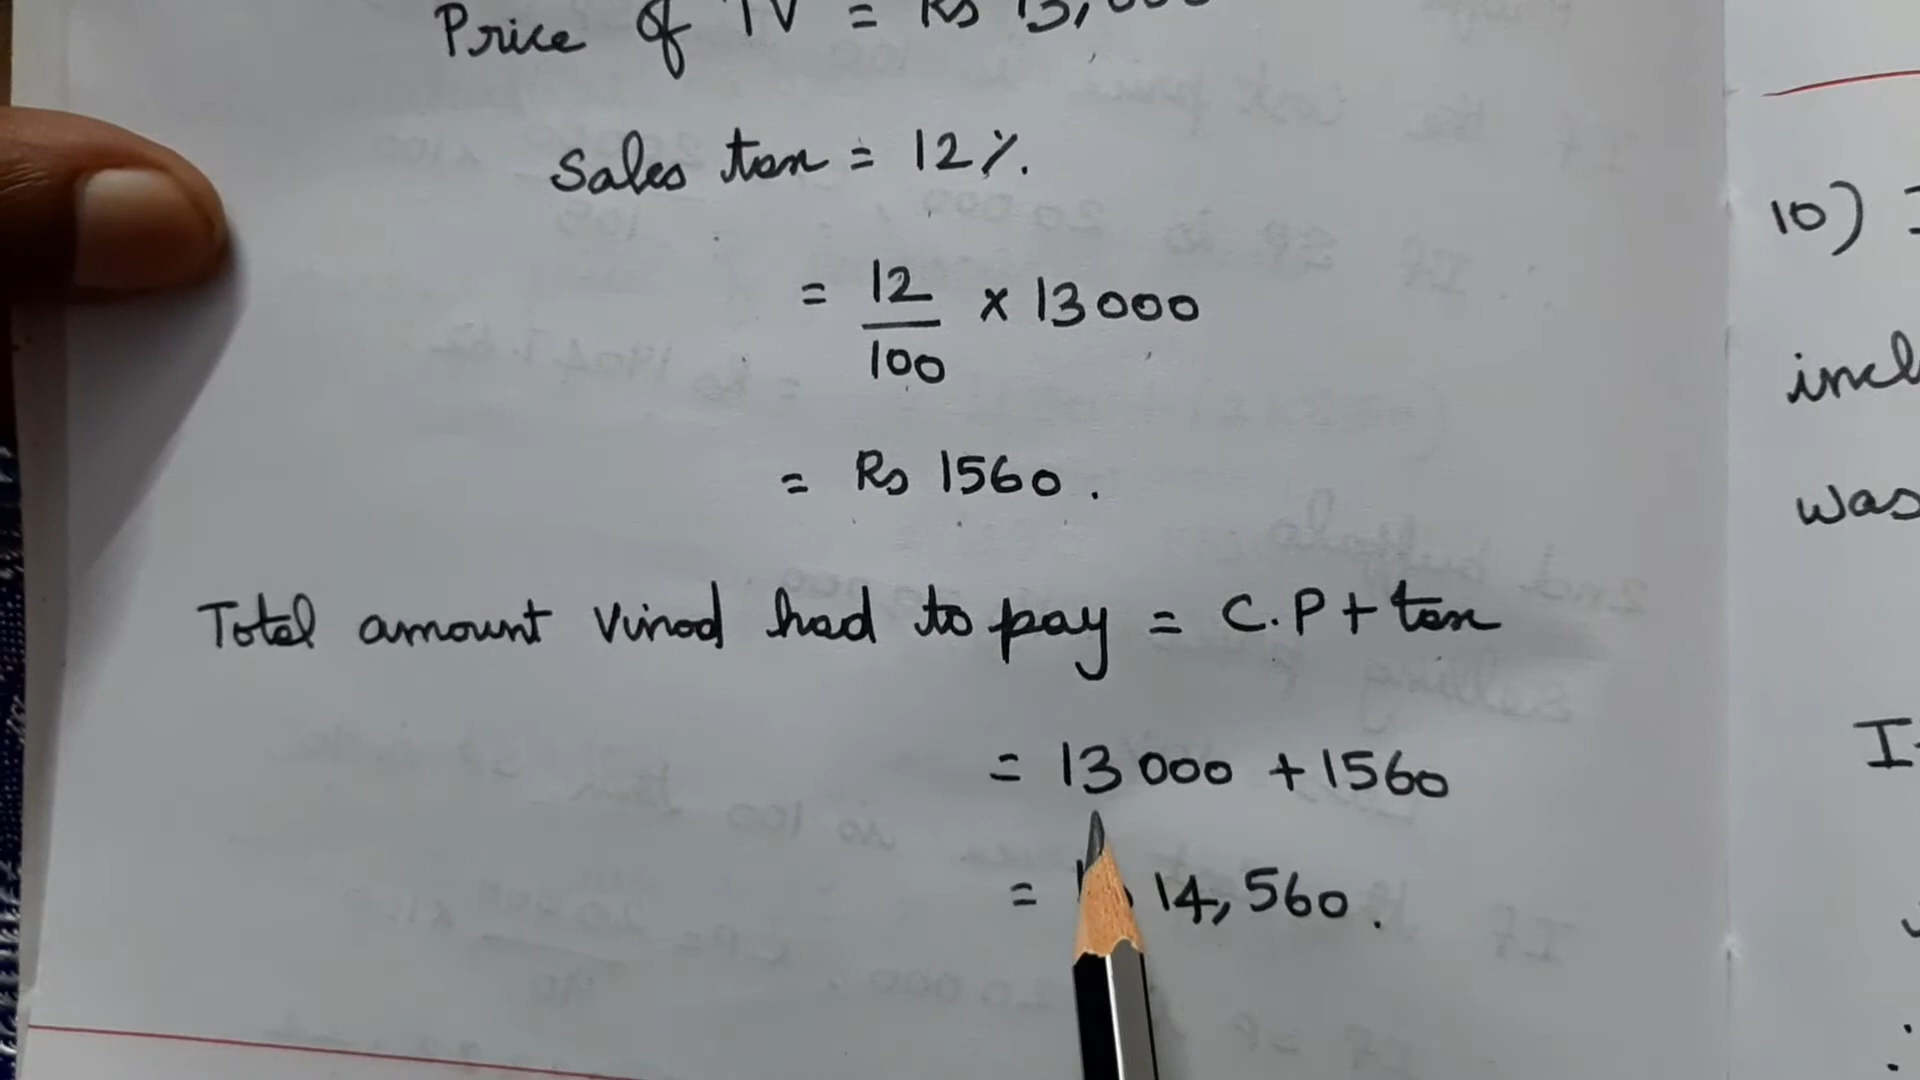 Price of TV = Rs 13,000
Sales tax = 12%.
= 12/100 x 13000
= Rs 1560.
Total amount Vinod had to pay = C.P + tax
= 13000 + 1560
= 14,560.
10)
incl
was